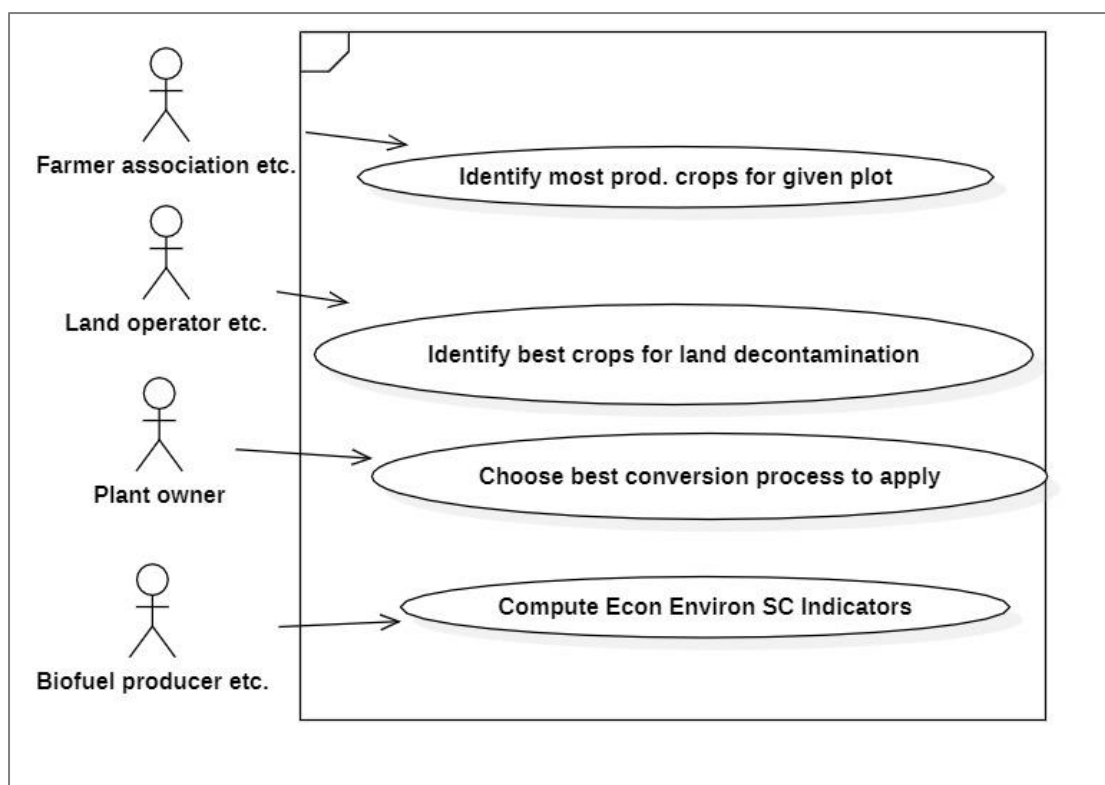 Farmer association etc.
Identify most prod. crops for given plot
Land operator etc.
Identify best crops for land decontamination
Plant owner
Choose best conversion process to apply
Biofuel producer etc.
Compute Econ Environ SC Indicators